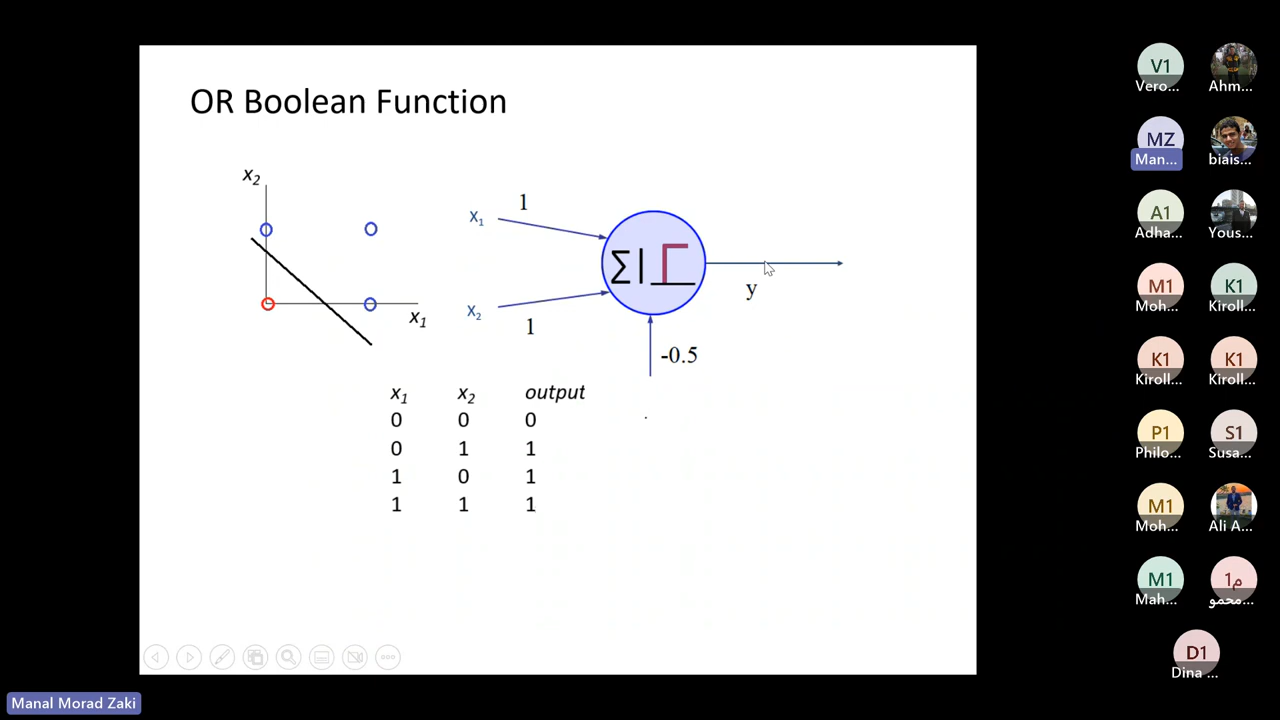 OR Boolean Function
x2
x1
x1
1
x2
1
∑|
y
-0.5
x1 x2 output
0 0 0
0 1 1
1 0 1
1 1 1
V1
Vero...
Ahm...
MZ
Man...
biais...
A1
Adha...
Yous...
M1
Moh...
K1
Kiroll...
K1
Kiroll...
K1
Kiroll...
P1
Philo...
S1
Susa...
M1
Moh...
Ali A...
M1
Mah...
م1
محمو...
D1
Dina ...
Manal Morad Zaki